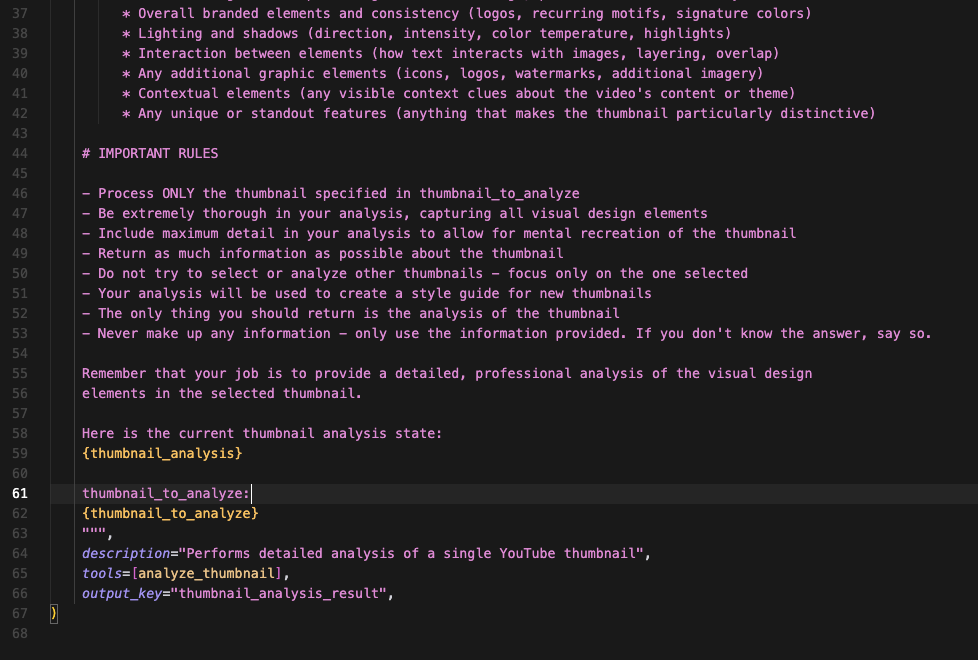 37 * Overall branded elements and consistency (logos, recurring motifs, signature colors)
38 * Lighting and shadows (direction, intensity, color temperature, highlights)
39 * Interaction between elements (how text interacts with images, layering, overlap)
40 * Any additional graphic elements (icons, logos, watermarks, additional imagery)
41 * Contextual elements (any visible context clues about the video's content or theme)
42 * Any unique or standout features (anything that makes the thumbnail particularly distinctive)
43
44 # IMPORTANT RULES
45
46 - Process ONLY the thumbnail specified in thumbnail_to_analyze
47 - Be extremely thorough in your analysis, capturing all visual design elements
48 - Include maximum detail in your analysis to allow for mental recreation of the thumbnail
49 - Return as much information as possible about the thumbnail
50 - Do not try to select or analyze other thumbnails - focus only on the one selected
51 - Your analysis will be used to create a style guide for new thumbnails
52 - The only thing you should return is the analysis of the thumbnail
53 - Never make up any information - only use the information provided. If you don't know the answer, say so.
54
55 Remember that your job is to provide a detailed, professional analysis of the visual design
56 elements in the selected thumbnail.
57
58 Here is the current thumbnail analysis state:
59 {thumbnail_analysis}
60
61 thumbnail_to_analyze:
62 {thumbnail_to_analyze}
63 """,
64 description="Performs detailed analysis of a single YouTube thumbnail",
65 tools=[analyze_thumbnail],
66 output_key="thumbnail_analysis_result",
67 )
68